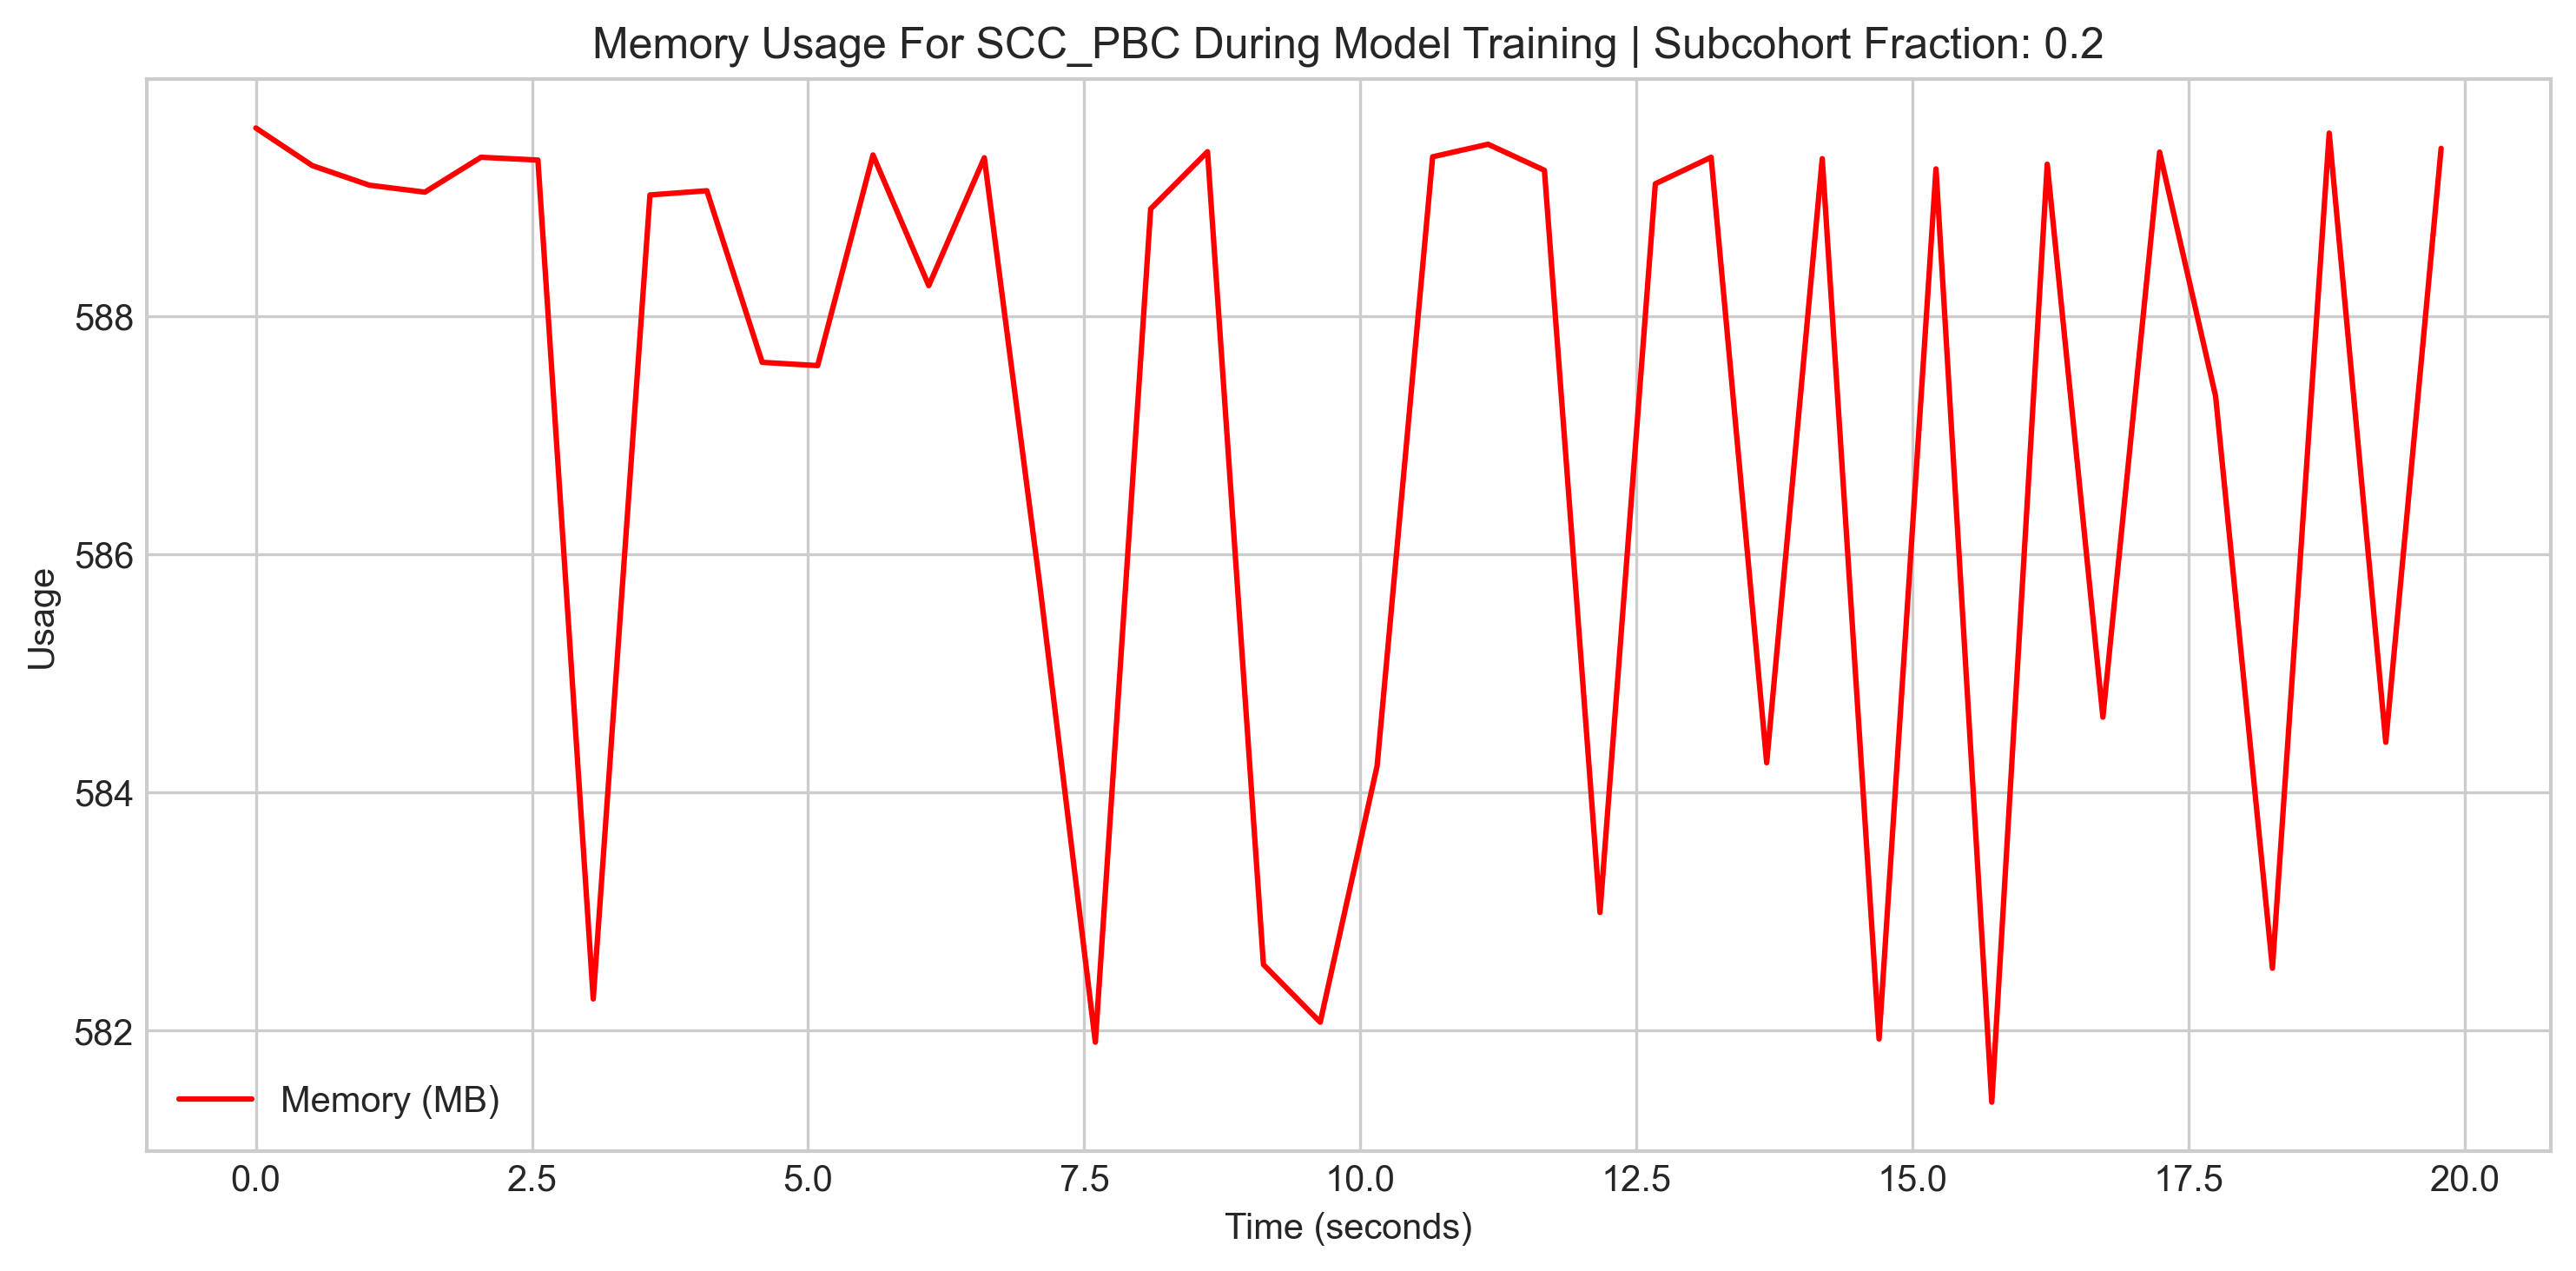 Memory Usage For SCC_PBC During Model Training | Subcohort Fraction: 0.2
588
586
584
582
Usage
Memory (MB)
0.0 2.5 5.0 7.5 10.0 12.5 15.0 17.5 20.0
Time (seconds)